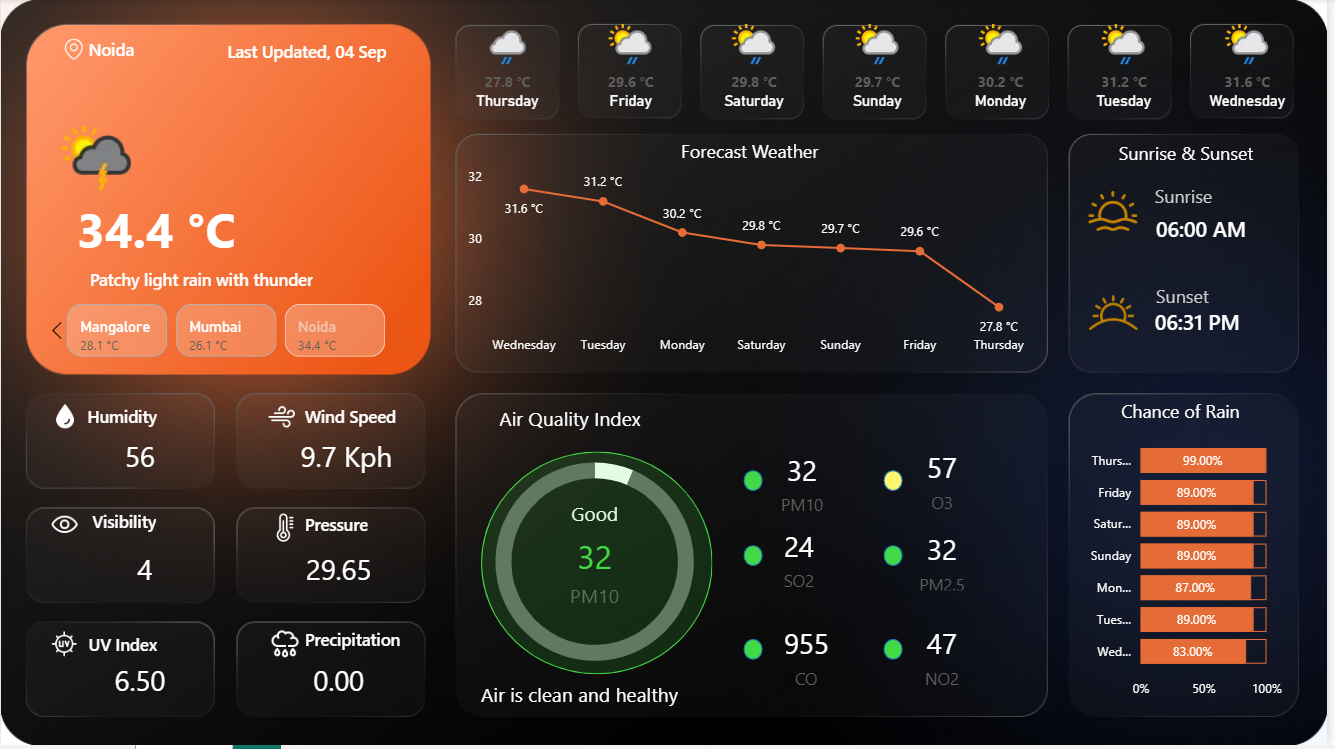 Noida
Last Updated, 04 Sep
34.4 °C
Patchy light rain with thunder
Mangalore
28.1 °C
Mumbai
26.1 °C
Noida
34.4 °C
27.8 °C
Thursday
29.6 °C
Friday
29.8 °C
Saturday
29.7 °C
Sunday
30.2 °C
Monday
31.2 °C
Tuesday
31.6 °C
Wednesday
Forecast Weather
32
30
28
31.6 °C
31.2 °C
30.2 °C
29.8 °C
29.7 °C
29.6 °C
27.8 °C
Wednesday
Tuesday
Monday
Saturday
Sunday
Friday
Thursday
Sunrise & Sunset
Sunrise
06:00 AM
Sunset
06:31 PM
Humidity
56
Wind Speed
9.7 Kph
Visibility
4
Pressure
29.65
UV
UV Index
6.50
Precipitation
0.00
Air Quality Index
Good
32
PM10
Air is clean and healthy
32
PM10
57
O3
24
SO2
32
PM2.5
955
CO
47
NO2
Chance of Rain
Thurs... 99.00%
Friday 89.00%
Satur... 89.00%
Sunday 89.00%
Mon... 87.00%
Tues... 89.00%
Wed... 83.00%
0% 50% 100%